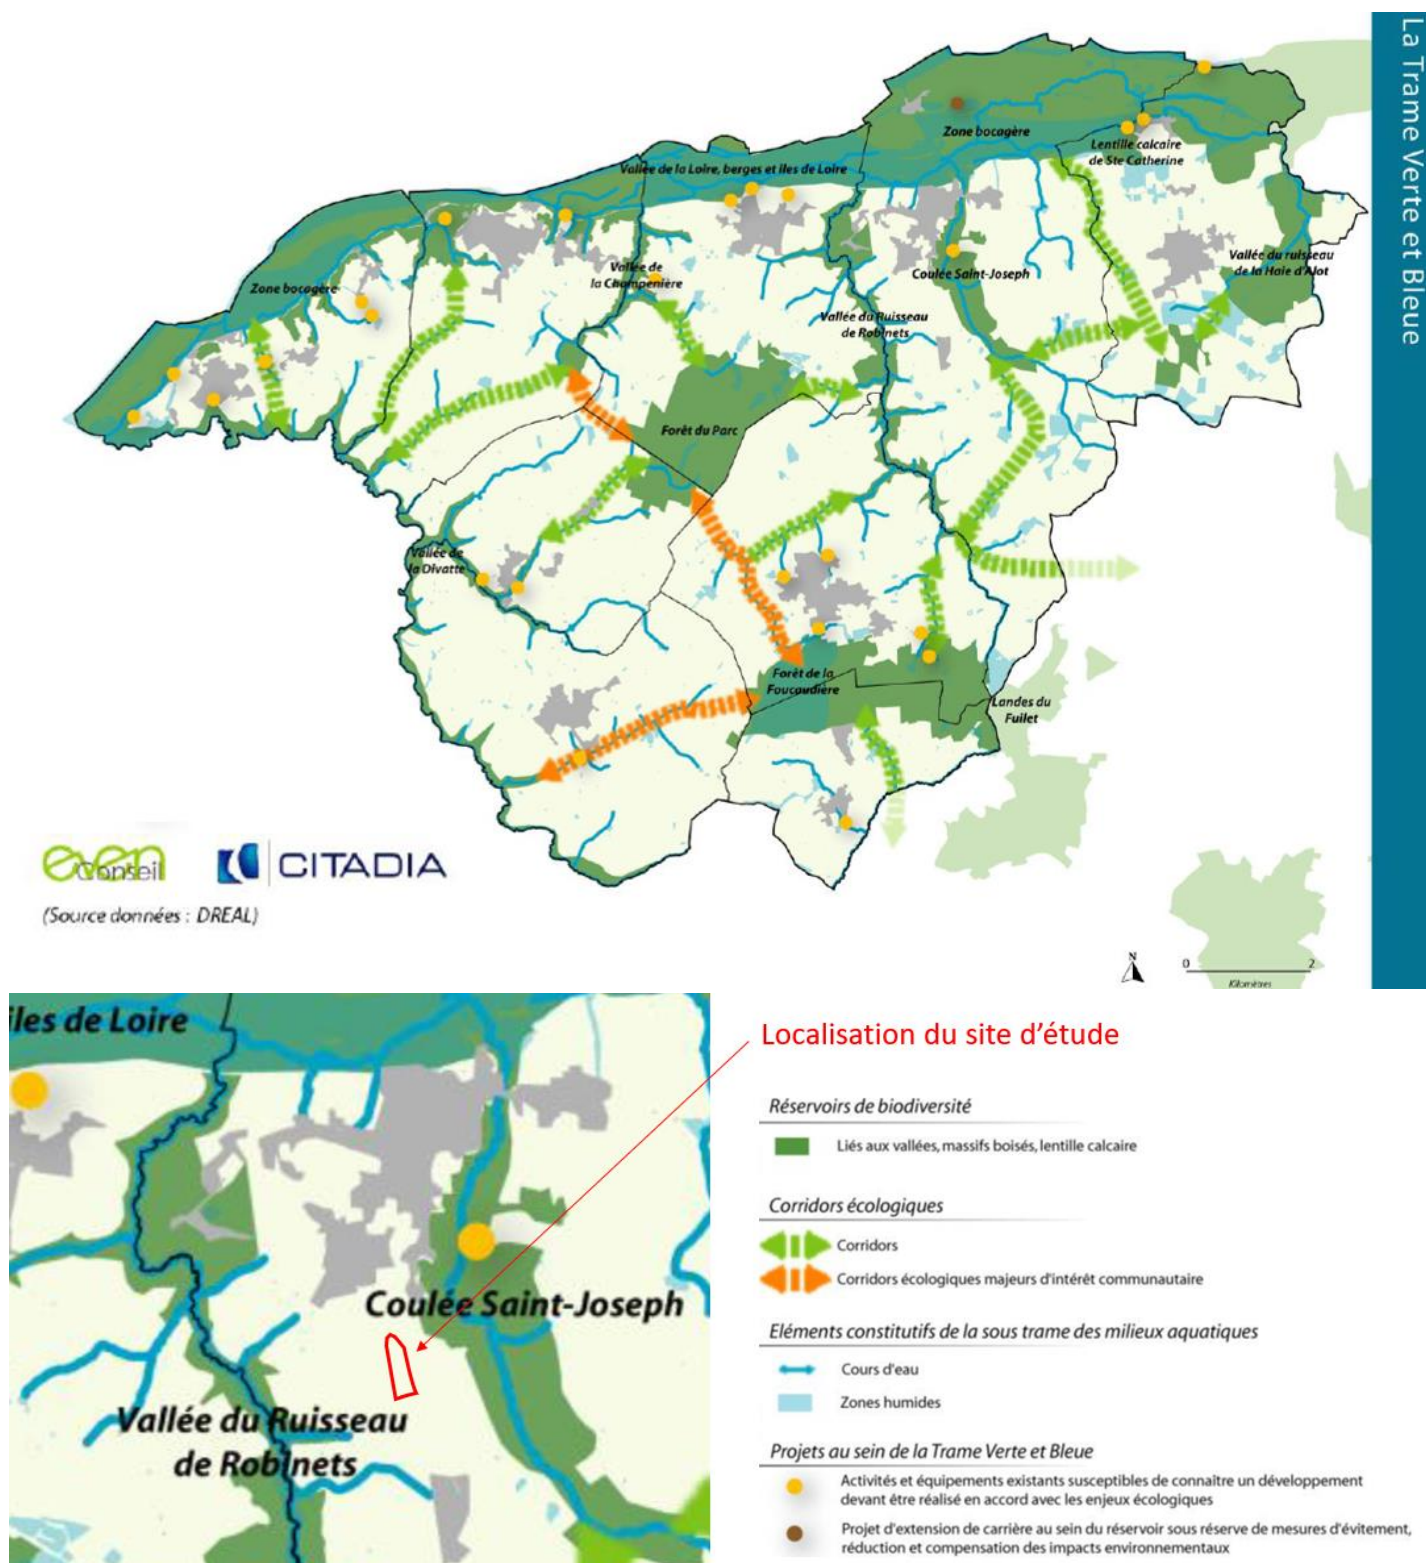 La Trame Verte et Bleue
Zone bocagère
Lentille calcaire
de Ste Catherine
Vallée de la Loire, berges et iles de Loire
Vallée du ruisseau
de la Haie d'Alot
Vallée de
la Champenière
Coulée Saint-Joseph
Zone bocagère
Vallée du Ruisseau
de Robinets
Forêt du Parc
Vallée de
la Divatte
Forêt de la
Foucaudière
Landes du
Fuilet
even
Conseil
CITADIA
(Source données : DREAL)
N
0 2
Kilomètres
iles de Loire
Localisation du site d'étude
Coulée Saint-Joseph
Vallée du Ruisseau
de Robinets
Réservoirs de biodiversité
Liés aux vallées, massifs boisés, lentille calcaire
Corridors écologiques
Corridors
Corridors écologiques majeurs d'intérêt communautaire
Eléments constitutifs de la sous trame des milieux aquatiques
Cours d'eau
Zones humides
Projets au sein de la Trame Verte et Bleue
Activités et équipements existants susceptibles de connaître un développement
devant être réalisé en accord avec les enjeux écologiques
Projet d'extension de carrière au sein du réservoir sous réserve de mesures d'évitement,
réduction et compensation des impacts environnementaux